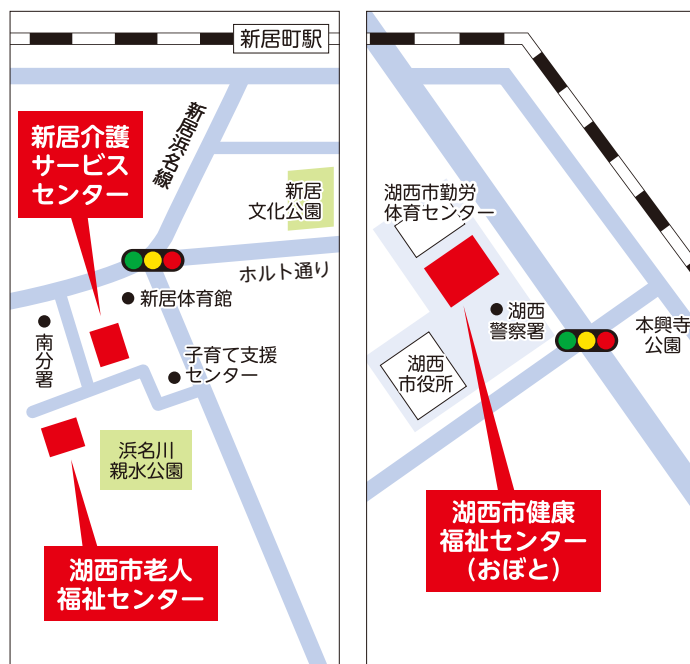 新居町駅
新居浜名線
新居介護
サービス
センター
新居
文化公園
ホルト通り
新居体育館
南分署
子育て支援
センター
浜名川
親水公園
湖西市老人
福祉センター
湖西市勤労
体育センター
湖西
警察署
本興寺
公園
湖西
市役所
湖西市健康
福祉センター
(おぼと)